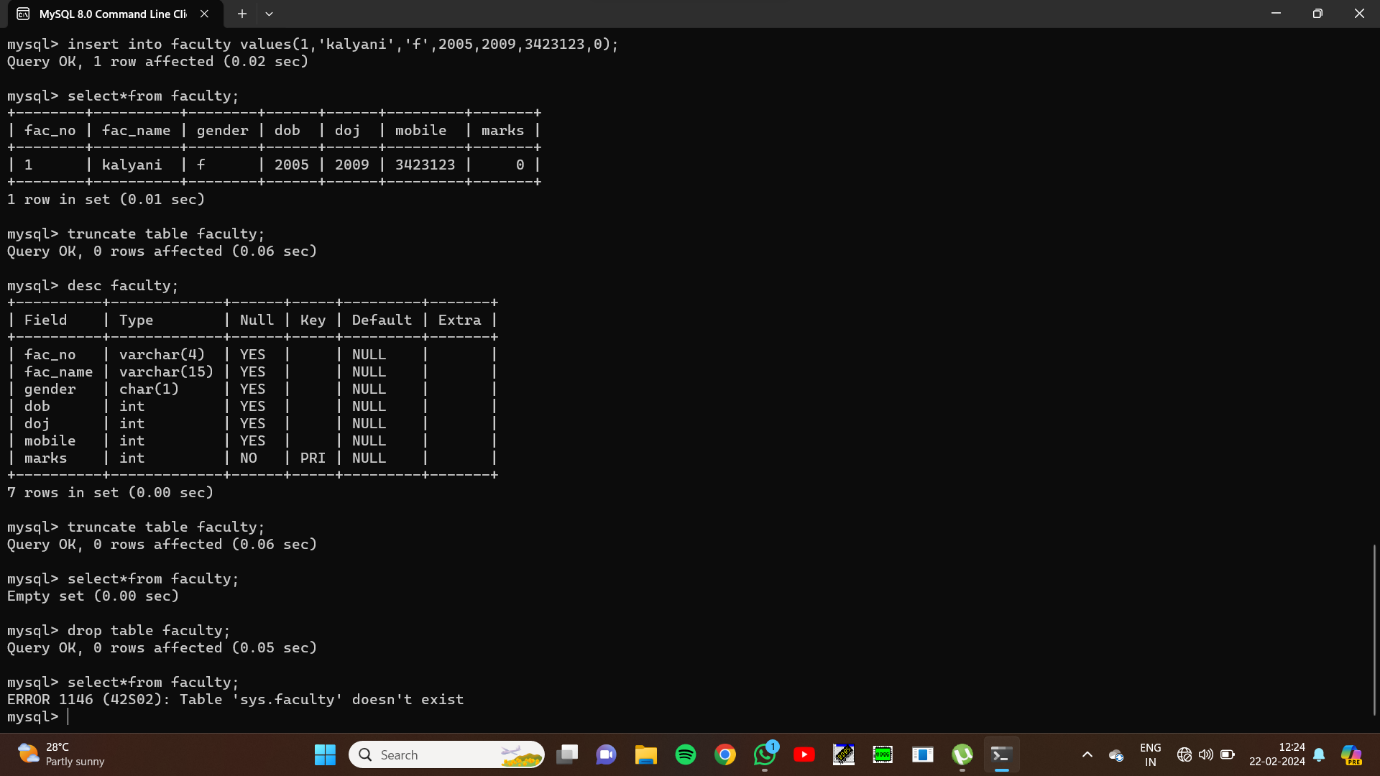 MySQL 8.0 Command Line Cli
mysql> insert into faculty values(1,'kalyani','f',2005,2009,3423123,0);
Query OK, 1 row affected (0.02 sec)
mysql> select*from faculty;
+--------+----------+--------+------+------+---------+-------+
| fac_no | fac_name | gender | dob  | doj  | mobile  | marks |
+--------+----------+--------+------+------+---------+-------+
| 1      | kalyani  | f      | 2005 | 2009 | 3423123 |     0 |
+--------+----------+--------+------+------+---------+-------+
1 row in set (0.01 sec)
mysql> truncate table faculty;
Query OK, 0 rows affected (0.06 sec)
mysql> desc faculty;
+----------+-------------+------+-----+---------+-------+
| Field    | Type        | Null | Key | Default | Extra |
+----------+-------------+------+-----+---------+-------+
| fac_no   | varchar(4)  | YES  |     | NULL    |       |
| fac_name | varchar(15) | YES  |     | NULL    |       |
| gender   | char(1)     | YES  |     | NULL    |       |
| dob      | int         | YES  |     | NULL    |       |
| doj      | int         | YES  |     | NULL    |       |
| mobile   | int         | YES  |     | NULL    |       |
| marks    | int         | NO   | PRI | NULL    |       |
+----------+-------------+------+-----+---------+-------+
7 rows in set (0.00 sec)
mysql> truncate table faculty;
Query OK, 0 rows affected (0.06 sec)
mysql> select*from faculty;
Empty set (0.00 sec)
mysql> drop table faculty;
Query OK, 0 rows affected (0.05 sec)
mysql> select*from faculty;
ERROR 1146 (42S02): Table 'sys.faculty' doesn't exist
mysql>
28°C
Partly sunny
Search
1
ENG
IN
12:24
22-02-2024
PRE